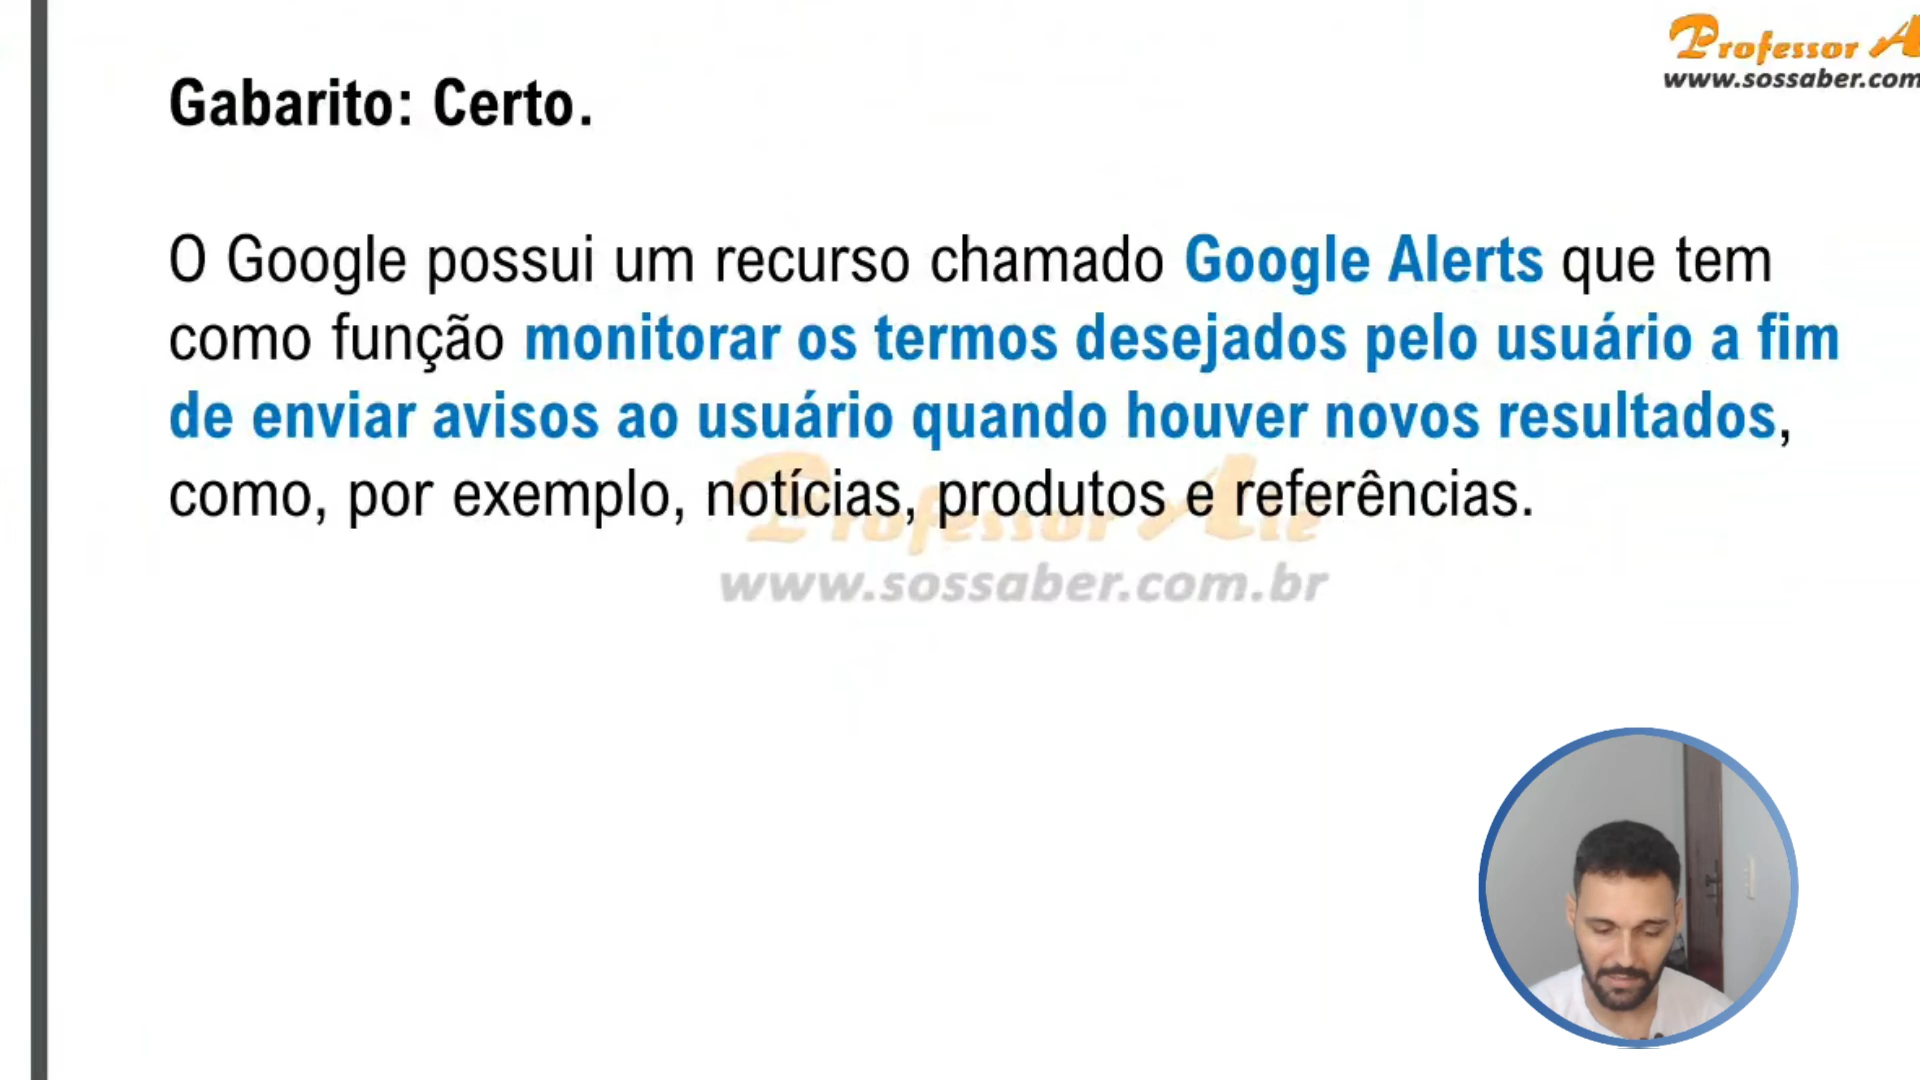 Professor A
www.sossaber.com
Gabarito: Certo.
O Google possui um recurso chamado Google Alerts que tem
como função monitorar os termos desejados pelo usuário a fim
de enviar avisos ao usuário quando houver novos resultados,
como, por exemplo, notícias, produtos e referências.
Professor Ale
www.sossaber.com.br